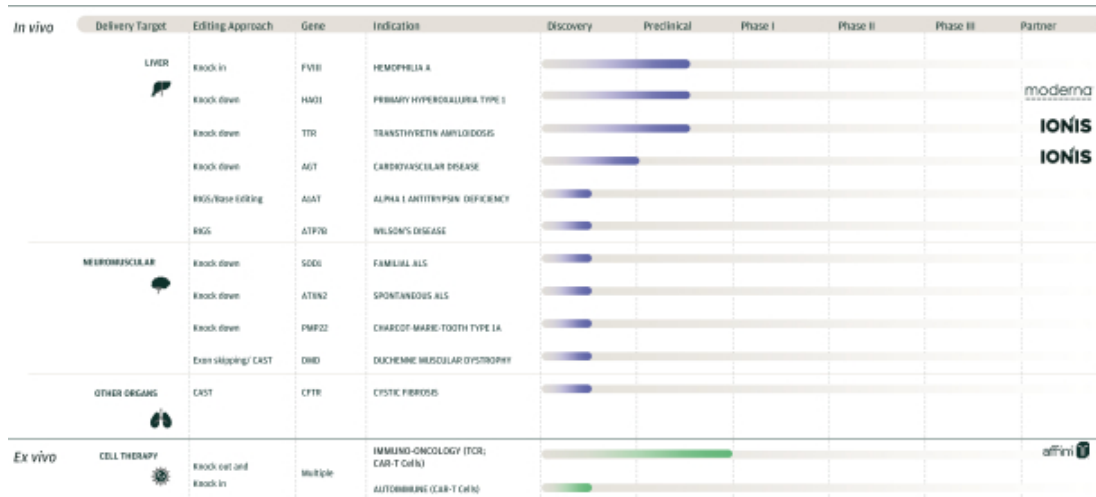 In vivo Delivery Target Editing Approach Gene Indication Discovery Preclinical Phase I Phase II Phase III Partner
LIVER Knock in FVIII HEMOPHILIA A
Knock down HAO1 PRIMARY HYPEROXALURIA TYPE 1 moderna
Knock down TTR TRANSTHYRETIN AMYLOIDOSIS IONIS
Knock down AGT CARDIOVASCULAR DISEASE IONIS
RIGS/Base Editing A1AT ALPHA 1 ANTITRYPSIN DEFICIENCY
RIGS ATP7B WILSON'S DISEASE
NEUROMUSCULAR Knock down SOD1 FAMILIAL ALS
Knock down ATXN2 SPONTANEOUS ALS
Knock down PMP22 CHARCOT-MARIE-TOOTH TYPE 1A
Exon skipping/ CAST DMD DUCHENNE MUSCULAR DYSTROPHY
OTHER ORGANS CAST CFTR CYSTIC FIBROSIS
Ex vivo CELL THERAPY Knock out and Knock in Multiple IMMUNO-ONCOLOGY (TCR; CAR-T Cells) affini
AUTOIMMUNE (CAR-T Cells)